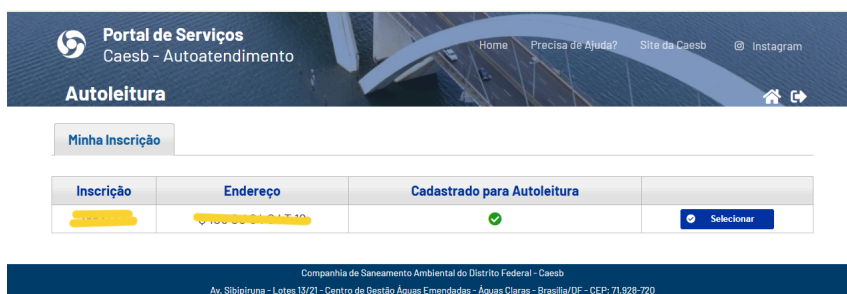 Portal de Serviços
Caesb - Autoatendimento
Home Precisa de Ajuda? Site da Caesb Instagram
Autoleitura
Minha Inscrição
Inscrição Endereço Cadastrado para Autoleitura
Selecionar
Companhia de Saneamento Ambiental do Distrito Federal - Caesb
Av. Sibipiruna - Lotes 13/21 - Centro de Gestão Águas Emendadas - Águas Claras - Brasília/DF - CEP: 71.928-720